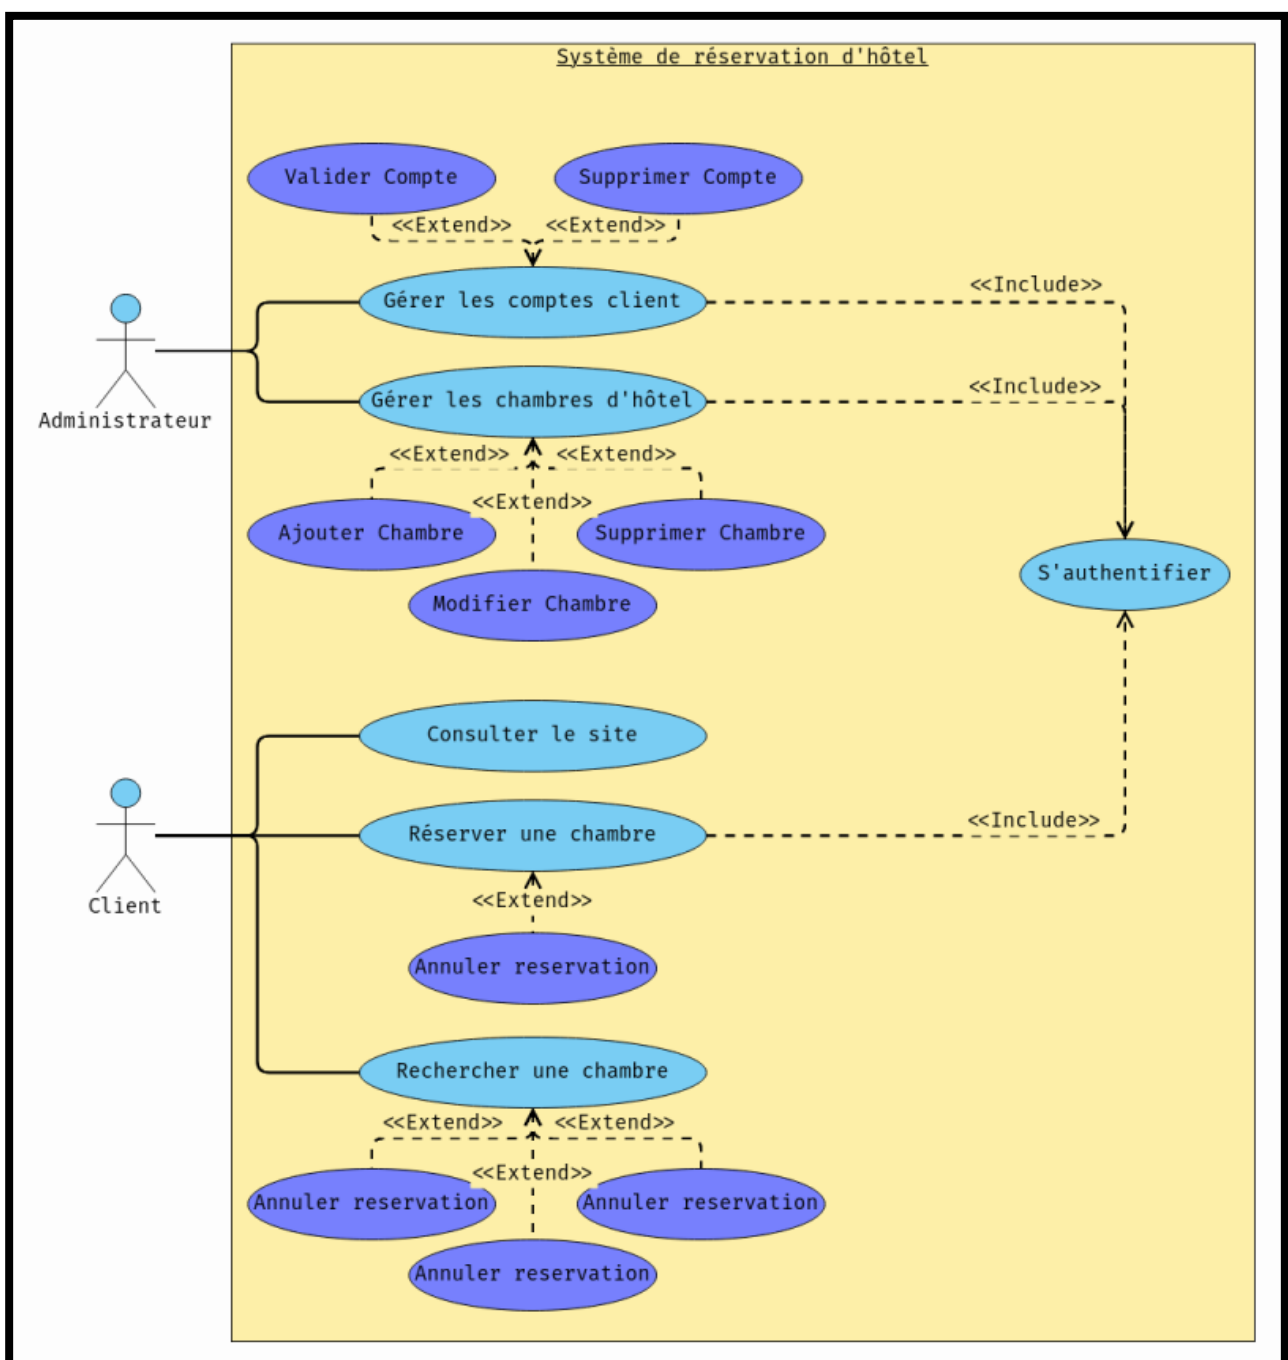 Système de réservation d'hôtel
Valider Compte
Supprimer Compte
<<Extend>>
<<Extend>>
Gérer les comptes client
<<Include>>
Gérer les chambres d'hôtel
<<Include>>
Administrateur
<<Extend>>
<<Extend>>
<<Extend>>
Ajouter Chambre
Supprimer Chambre
S'authentifier
Modifier Chambre
Consulter le site
Réserver une chambre
<<Include>>
Client
<<Extend>>
Annuler reservation
Rechercher une chambre
<<Extend>>
<<Extend>>
<<Extend>>
Annuler reservation
Annuler reservation
Annuler reservation